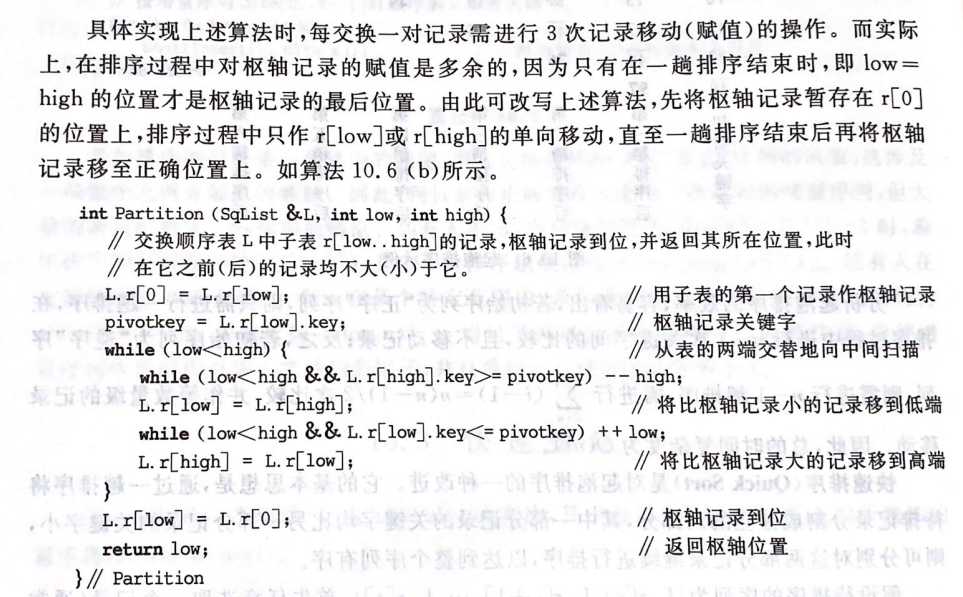 具体实现上述算法时,每交换一对记录需进行 3 次记录移动(赋值)的操作。而实际
上,在排序过程中对枢轴记录的赋值是多余的,因为只有在一趟排序结束时,即 low=
high 的位置才是枢轴记录的最后位置。由此可改写上述算法,先将枢轴记录暂存在 r[0]
的位置上,排序过程中只作 r[low]或 r[high]的单向移动,直至一趟排序结束后再将枢轴
记录移至正确位置上。如算法 10.6(b)所示。
int Partition (SqList &L, int low, int high) {
// 交换顺序表 L 中子表 r[low..high]的记录,枢轴记录到位,并返回其所在位置,此时
// 在它之前(后)的记录均不大(小)于它。
L.r[0] = L.r[low]; // 用子表的第一个记录作枢轴记录
pivotkey = L.r[low].key; // 枢轴记录关键字
while (low<high) { // 从表的两端交替地向中间扫描
while (low<high && L.r[high].key>= pivotkey) -- high;
L.r[low] = L.r[high]; // 将比枢轴记录小的记录移到低端
while (low<high && L.r[low].key<= pivotkey) ++ low;
L.r[high] = L.r[low]; // 将比枢轴记录大的记录移到高端
}
L.r[low] = L.r[0]; // 枢轴记录到位
return low; // 返回枢轴位置
}// Partition